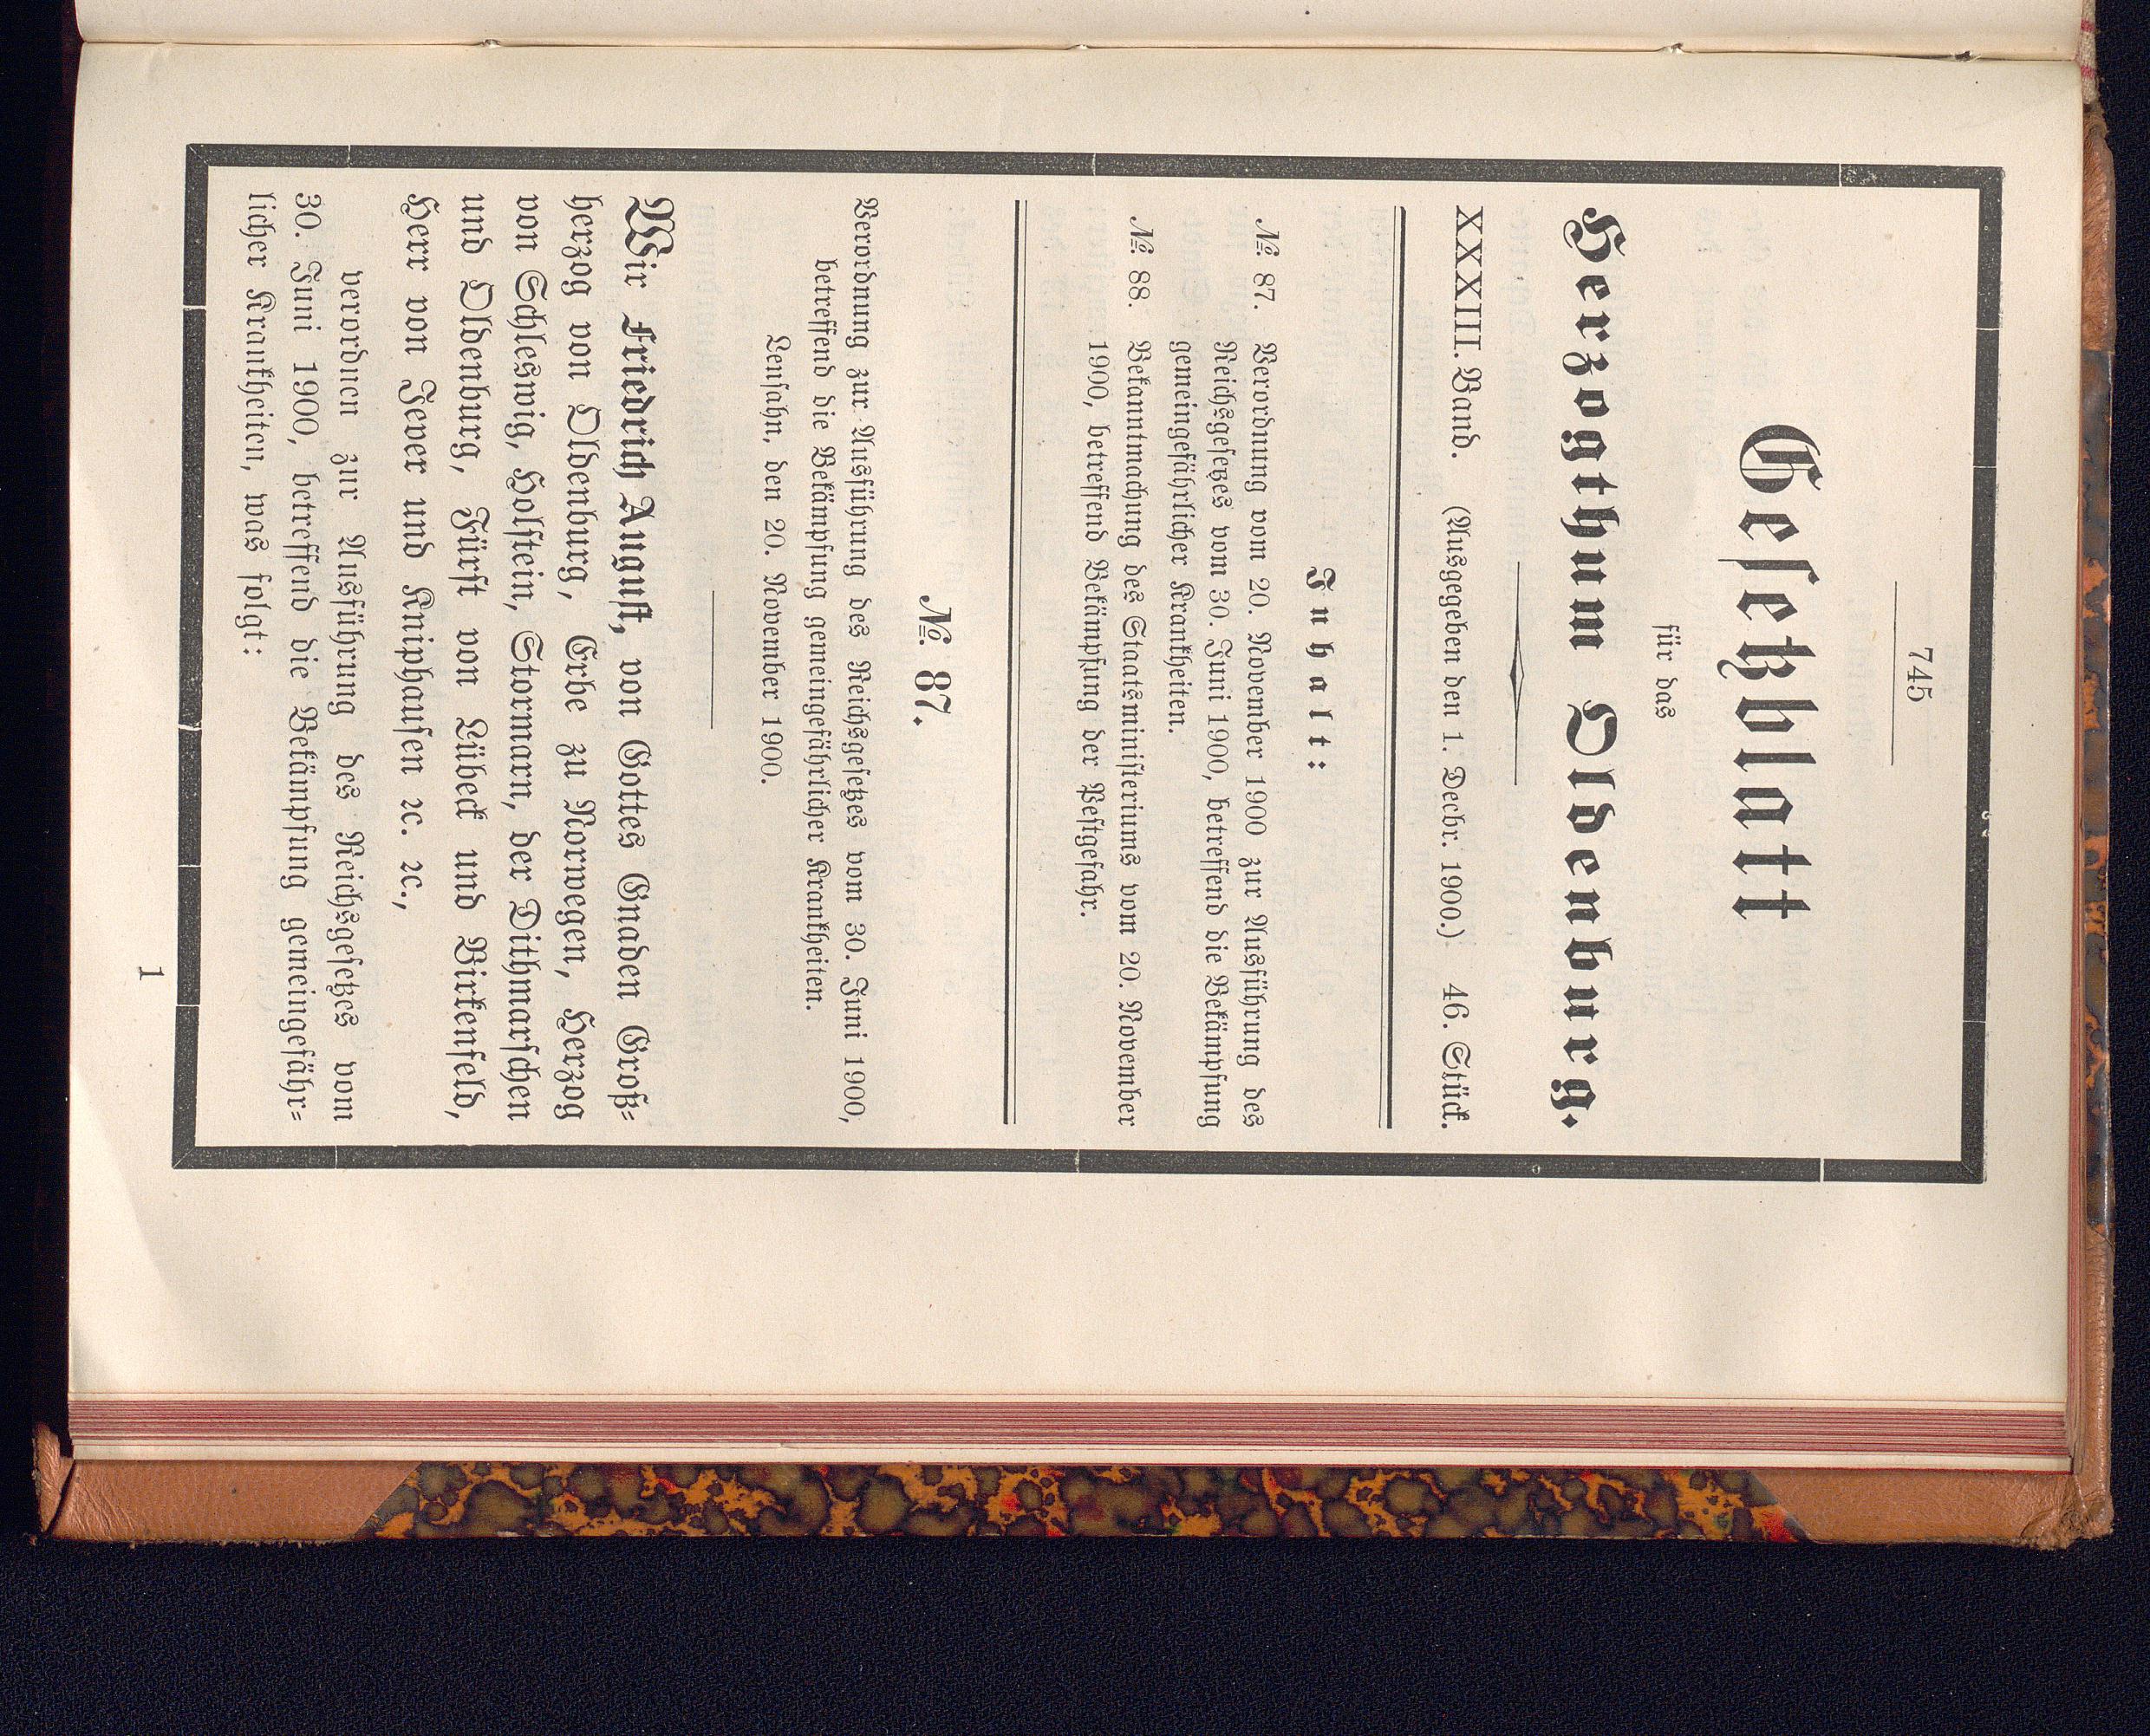 745
Gesetzblatt
für das
Herzogthum Oldenburg.
XXXIII. Band. (Ausgegeben den 1. Decbr. 1900.) 46. Stück.
Inhalt:
№. 87. Verordnung vom 20. November 1900 zur Ausführung des
Reichsgesetzes vom 30. Juni 1900, betreffend die Bekämpfung
gemeingefährlicher Krankheiten.
№. 88. Bekanntmachung des Staatsministeriums vom 20. November
1900, betreffend Bekämpfung der Pestgefahr.
№. 87.
Verordnung zur Ausführung des Reichsgesetzes vom 30. Juni 1900,
betreffend die Bekämpfung gemeingefährlicher Krankheiten.
Lensahn, den 20. November 1900.
Wir Friedrich August, von Gottes Gnaden Groß-
herzog von Oldenburg, Erbe zu Norwegen, Herzog
von Schleswig, Holstein, Stormarn, der Dithmarschen
und Oldenburg, Fürst von Lübeck und Birkenfeld,
Herr von Jever und Kniphausen ꝛc. ꝛc.,
verordnen zur Ausführung des Reichsgesetzes vom
30. Juni 1900, betreffend die Bekämpfung gemeingefähr-
licher Krankheiten, was folgt:
1